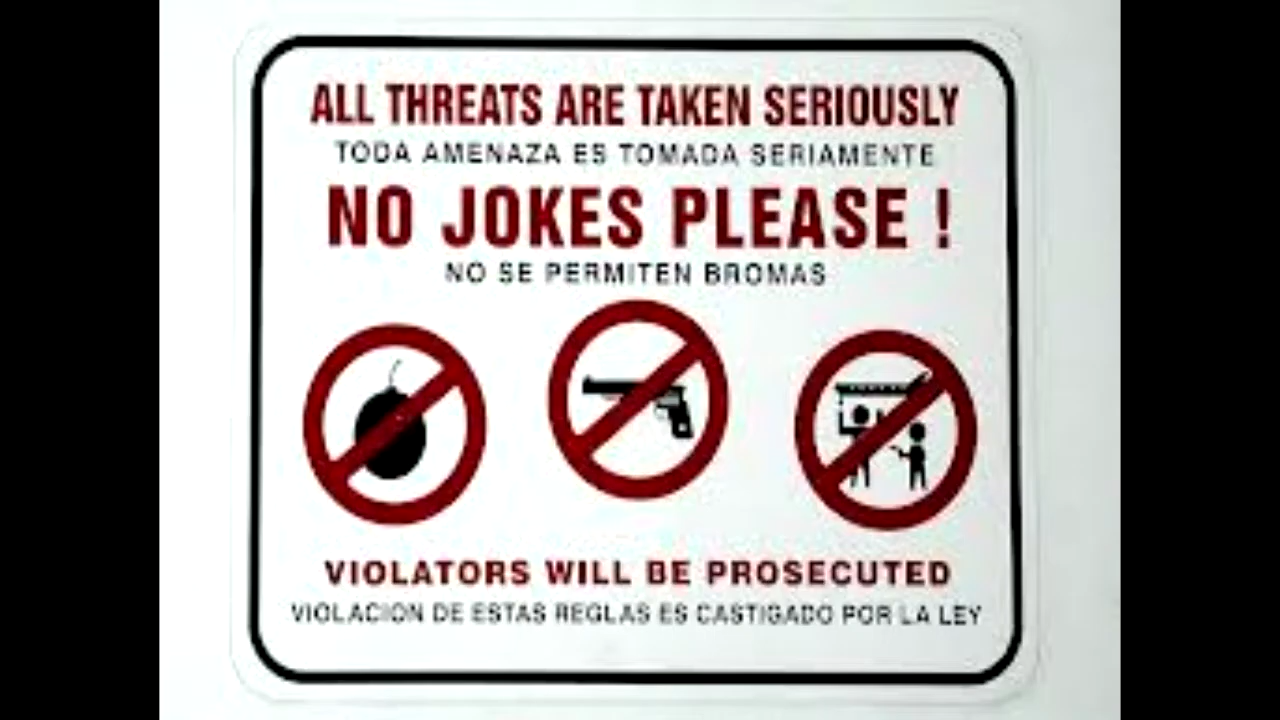 ALL THREATS ARE TAKEN SERIOUSLY
TODA AMENAZA ES TOMADA SERIAMENTE
NO JOKES PLEASE !
NO SE PERMITEN BROMAS
VIOLATORS WILL BE PROSECUTED
VIOLACION DE ESTAS REGLAS ES CASTIGADO POR LA LEY